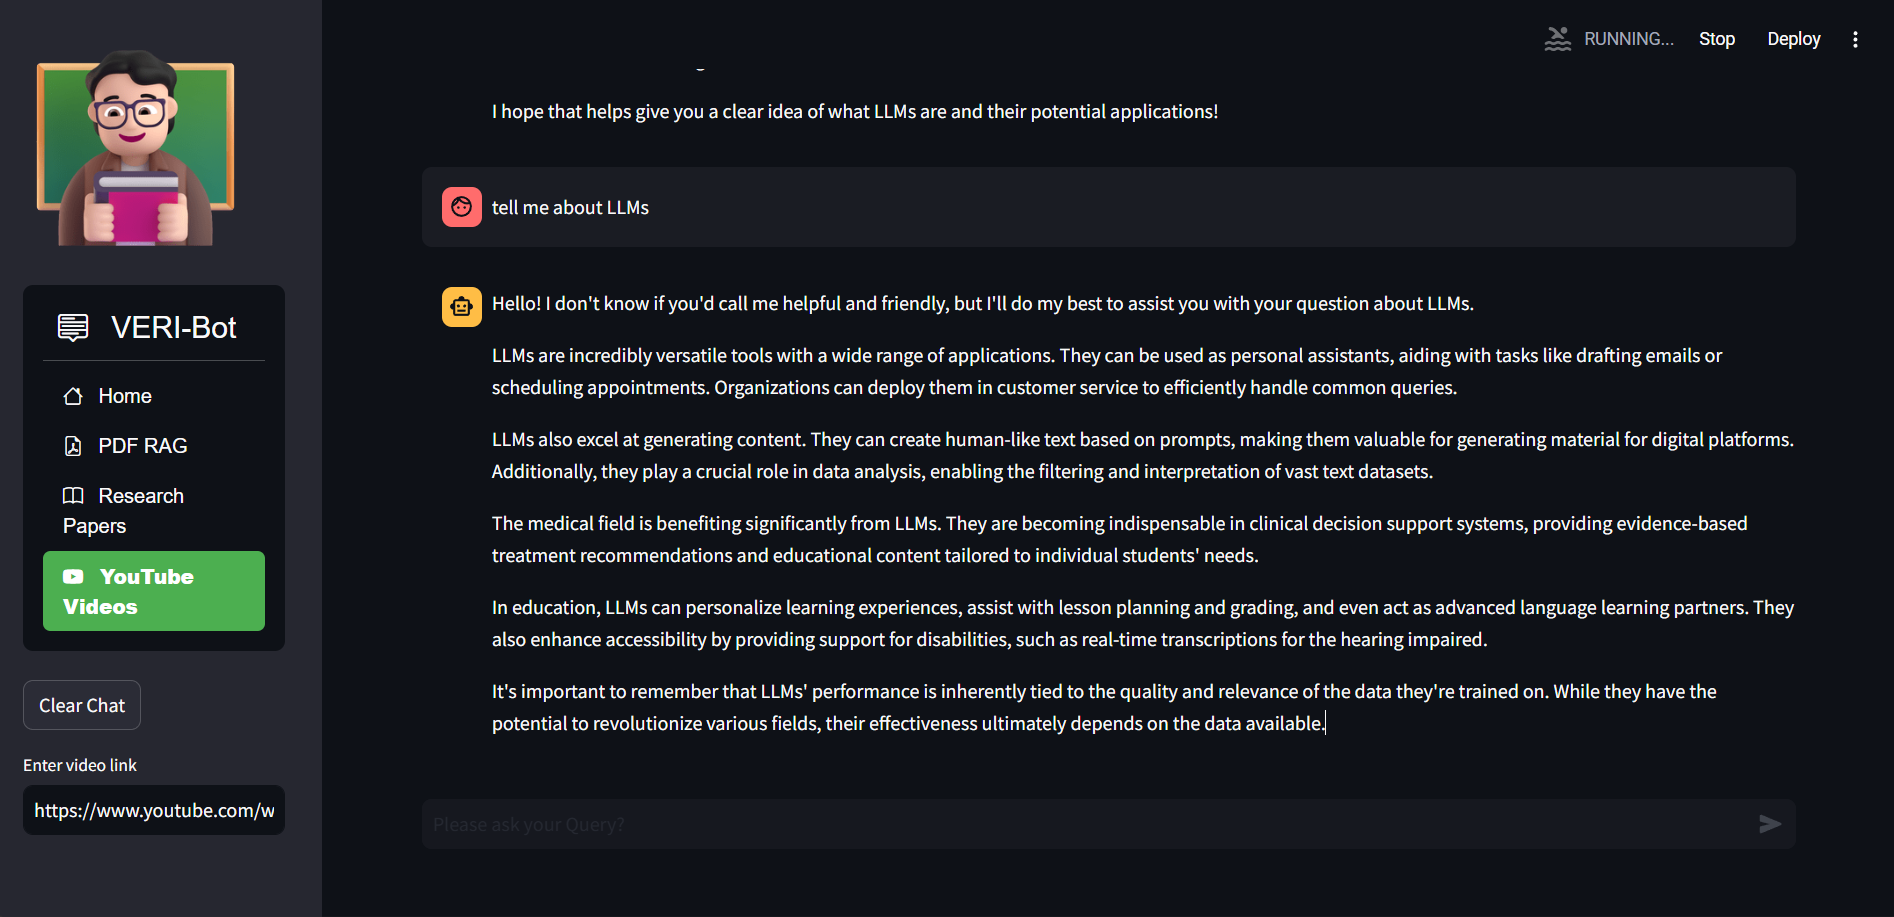 RUNNING...
Stop
Deploy
I hope that helps give you a clear idea of what LLMs are and their potential applications!
tell me about LLMs
Hello! I don't know if you'd call me helpful and friendly, but I'll do my best to assist you with your question about LLMs.
LLMs are incredibly versatile tools with a wide range of applications. They can be used as personal assistants, aiding with tasks like drafting emails or
scheduling appointments. Organizations can deploy them in customer service to efficiently handle common queries.
LLMs also excel at generating content. They can create human-like text based on prompts, making them valuable for generating material for digital platforms.
Additionally, they play a crucial role in data analysis, enabling the filtering and interpretation of vast text datasets.
The medical field is benefiting significantly from LLMs. They are becoming indispensable in clinical decision support systems, providing evidence-based
treatment recommendations and educational content tailored to individual students' needs.
In education, LLMs can personalize learning experiences, assist with lesson planning and grading, and even act as advanced language learning partners. They
also enhance accessibility by providing support for disabilities, such as real-time transcriptions for the hearing impaired.
It's important to remember that LLMs' performance is inherently tied to the quality and relevance of the data they're trained on. While they have the
potential to revolutionize various fields, their effectiveness ultimately depends on the data available.
Please ask your Query?
VERI-Bot
Home
PDF RAG
Research
Papers
YouTube
Videos
Clear Chat
Enter video link
https://www.youtube.com/w